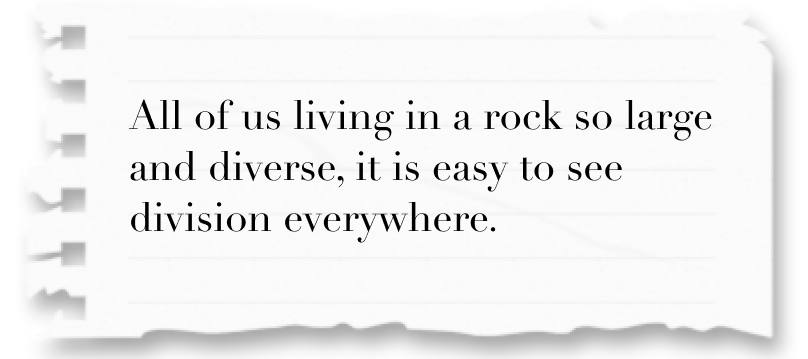 All of us living in a rock so large
and diverse, it is easy to see
division everywhere.